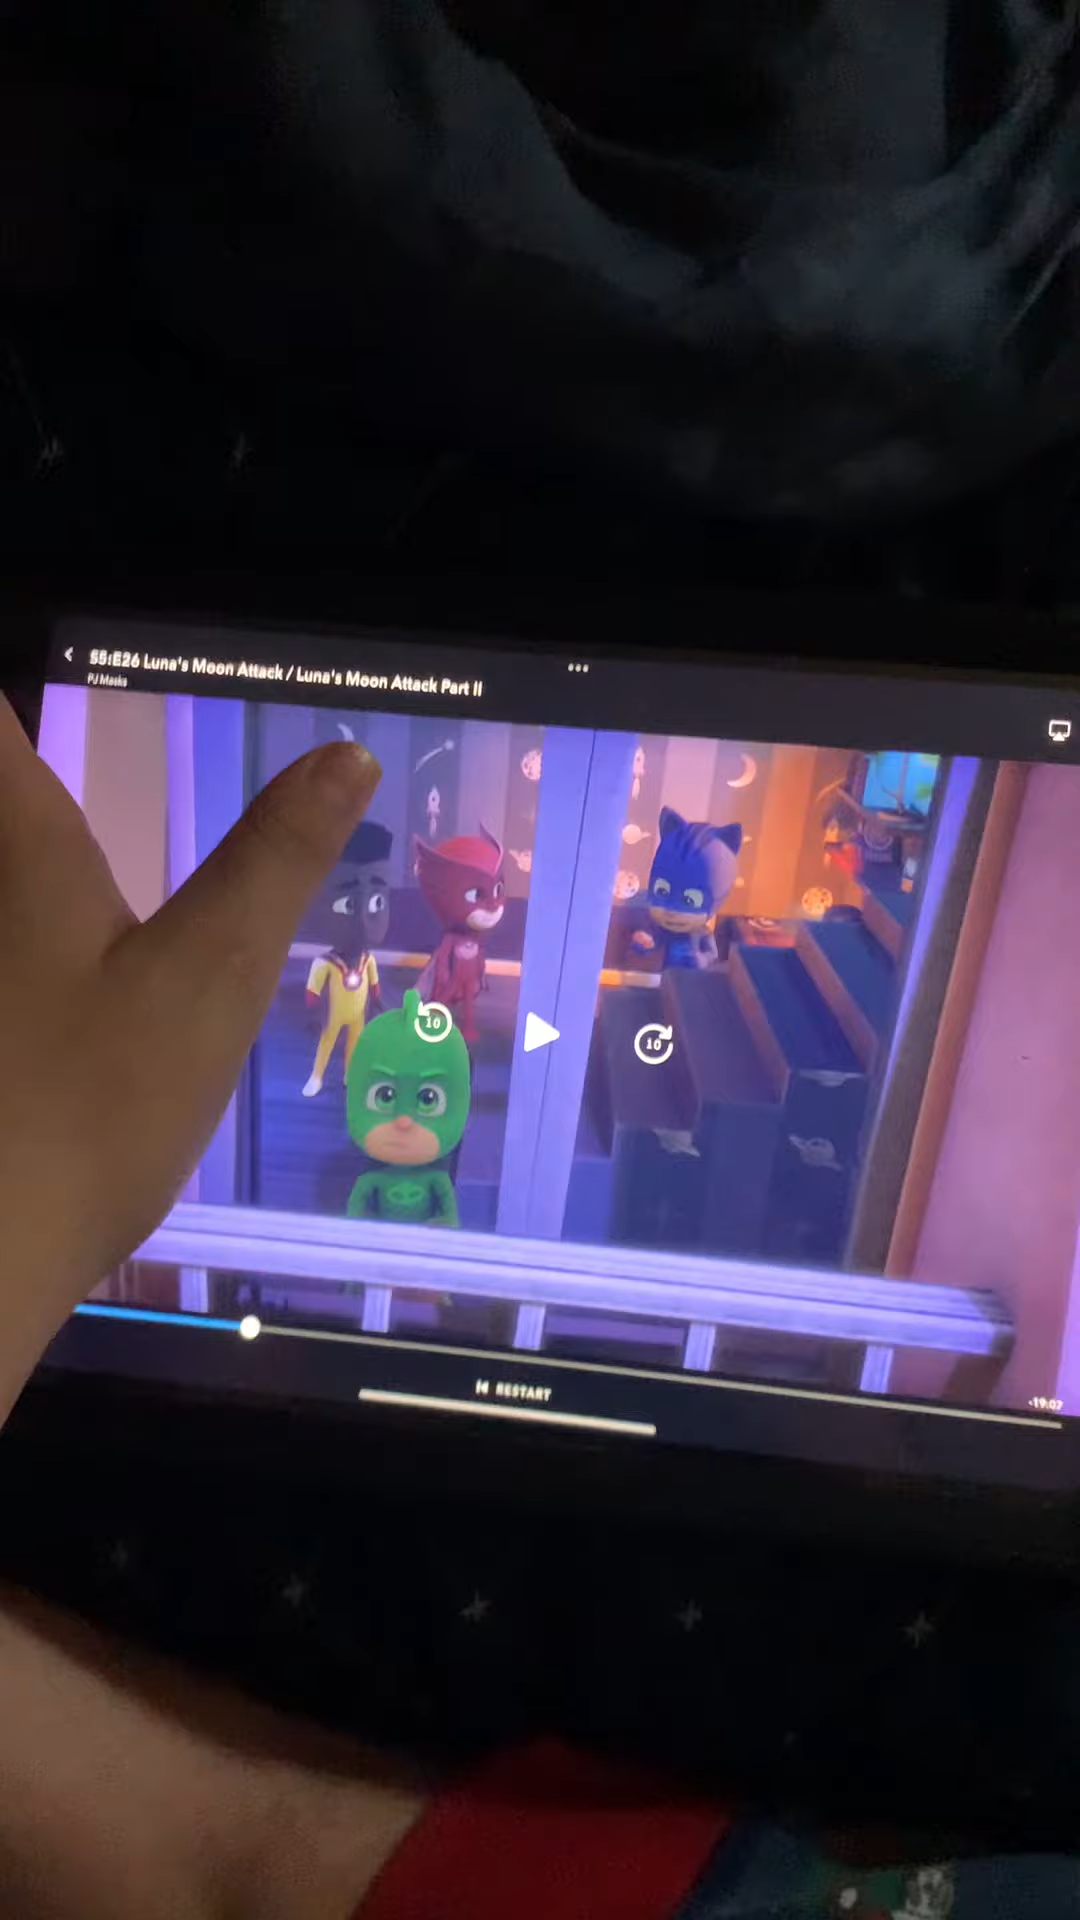 S5:E26 Luna's Moon Attack / Luna's Moon Attack Part II
PJ Masks
10
10
-19:07
RESTART